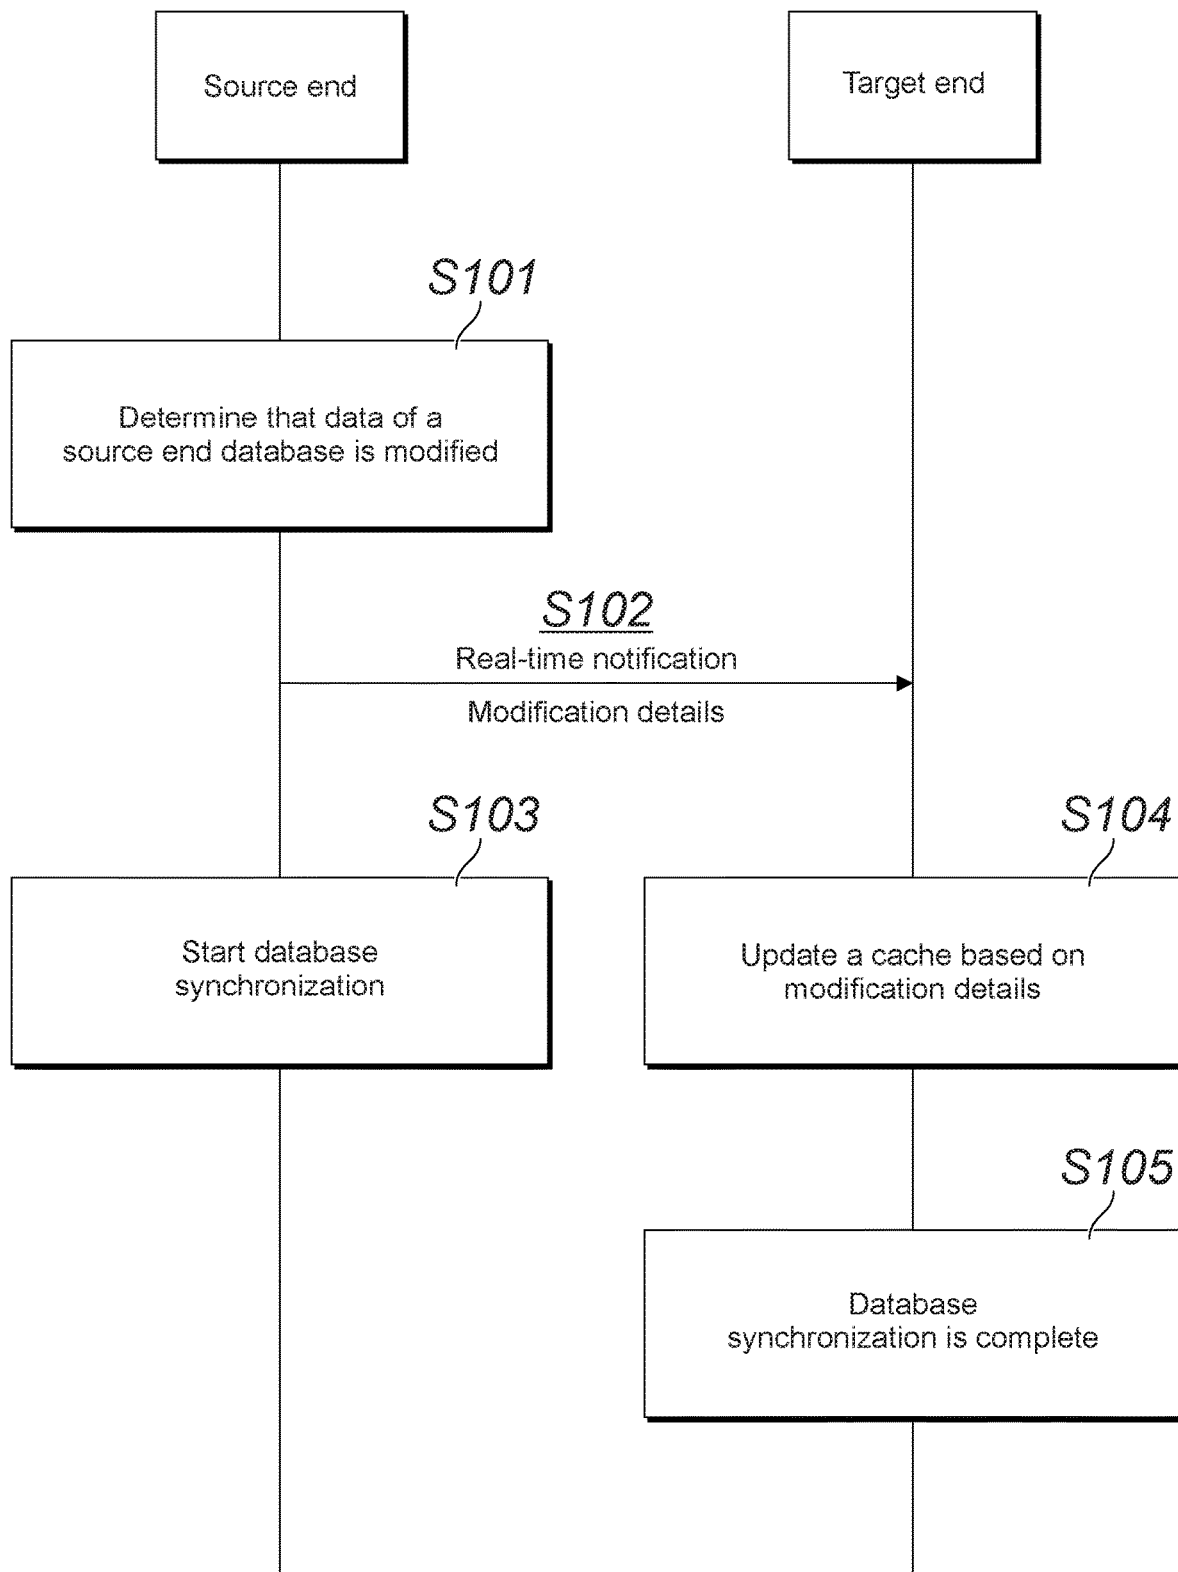 Source end
Target end
S101
Determine that data of a
source end database is modified
S102
Real-time notification
Modification details
S103
Start database
synchronization
S104
Update a cache based on
modification details
S105
Database
synchronization is complete